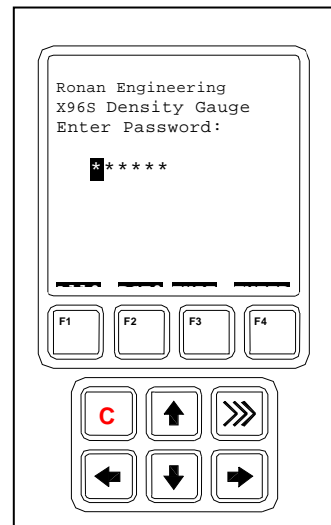 Ronan Engineering
X96S Density Gauge
Enter Password:
******
F1 F2 F3 F4
C